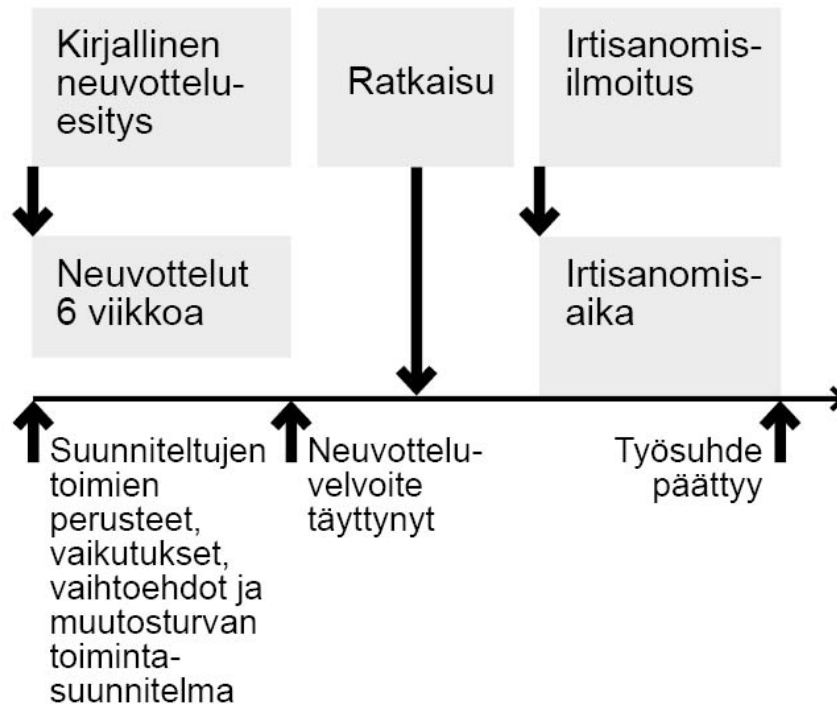 Kirjallinen
neuvottelu-
esitys
Ratkaisu
Irtisanomis-
ilmoitus
Neuvottelut
6 viikkoa
Irtisanomis-
aika
Suunniteltujen
toimien
perusteet,
vaikutukset,
vaihtoehdot ja
muutosturvan
toiminta-
suunnitelma
Neuvottelu-
velvoite
täyttynyt
Työsuhde
päättyy